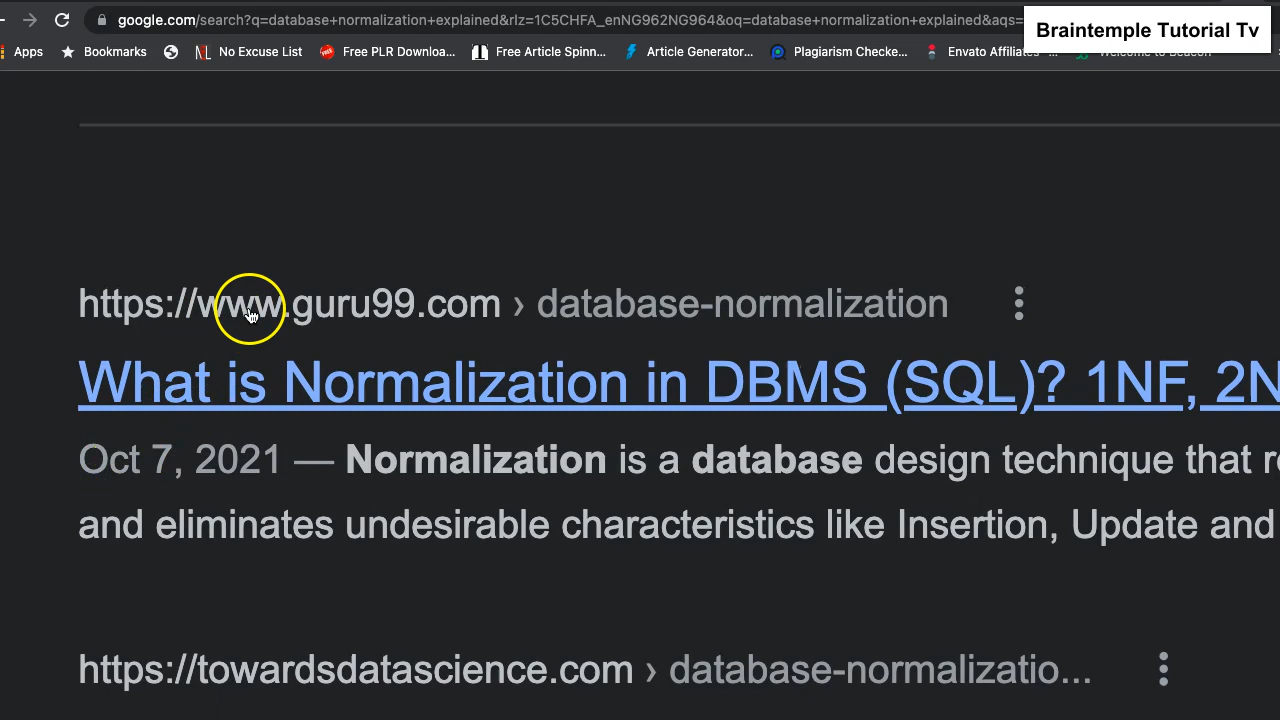 google.com/search?q=database+normalization+explained&rlz=1C5CHFA_enNG962NG964&oq=database+normalization+explained&aqs=
Braintemple Tutorial Tv
Apps Bookmarks No Excuse List Free PLR Downloa... Free Article Spinn... Article Generator... Plagiarism Checke... Envato Affiliates Welcome to Beacon
https://www.guru99.com › database-normalization
What is Normalization in DBMS (SQL)? 1NF, 2N
Oct 7, 2021 — Normalization is a database design technique that r
and eliminates undesirable characteristics like Insertion, Update and
https://towardsdatascience.com › database-normalizatio...